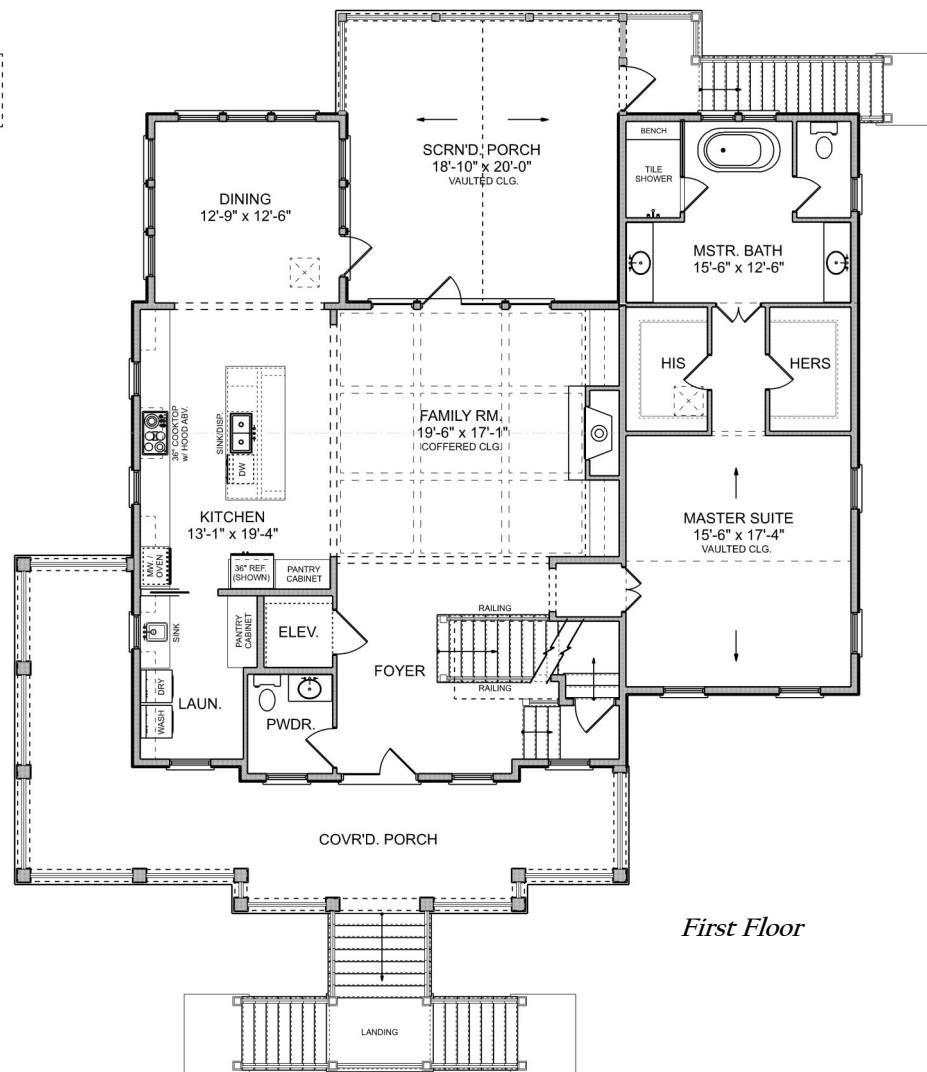 SCRN'D. PORCH
18'-10" x 20'-0"
VAULTED CLG.
BENCH
TILE
SHOWER
DINING
12'-9" x 12'-6"
MSTR. BATH
15'-6" x 12'-6"
HIS
HERS
36" COOKTOP
w/ HOOD ABV.
SINK/DISP.
DW
FAMILY RM.
19'-6" x 17'-1"
COFFERED CLG.
KITCHEN
13'-1" x 19'-4"
MASTER SUITE
15'-6" x 17'-4"
VAULTED CLG.
MW. /
OVEN
36" REF.
(SHOWN)
PANTRY
CABINET
SINK
PANTRY
CABINET
ELEV.
RAILING
FOYER
RAILING
DRY
WASH
LAUN.
PWDR.
COVR'D. PORCH
First Floor
LANDING